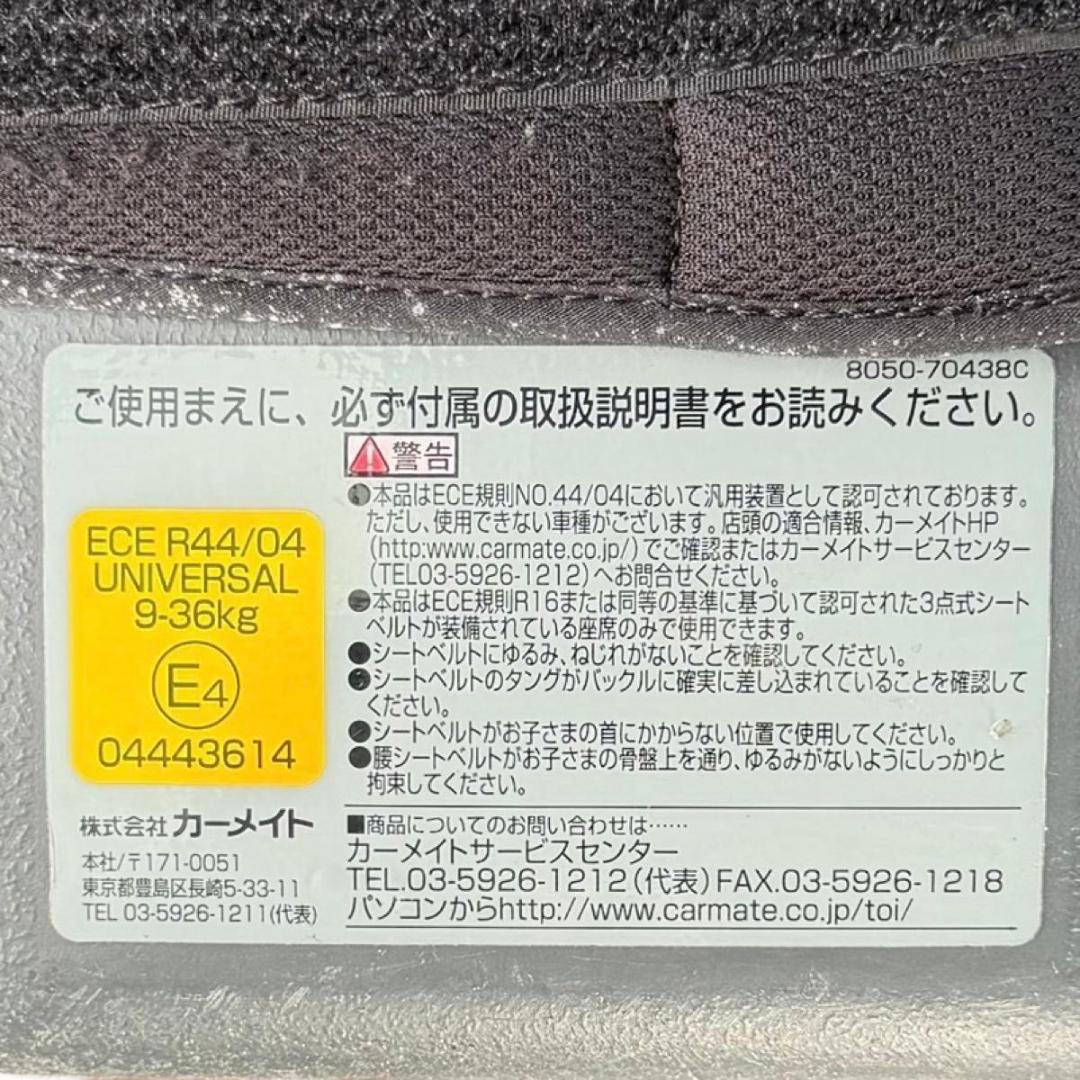 8050-70438C
ご使用まえに、必ず付属の取扱説明書をお読みください。
警告
●本品はECE規則NO.44/04において汎用装置として認可されております。
ただし、使用できない車種がございます。店頭の適合情報、カーメイトHP
(http:www.carmate.co.jp/)でご確認またはカーメイトサービスセンター
(TEL03-5926-1212)へお問合せください。
●本品はECE規則R16または同等の基準に基づいて認可された3点式シート
ベルトが装備されている座席のみで使用できます。
●シートベルトにゆるみ、ねじれがないことを確認してください。
●シートベルトのタングがバックルに確実に差し込まれていることを確認して
ください。
●シートベルトがお子さまの首にかからない位置で使用してください。
●腰シートベルトがお子さまの骨盤上を通り、ゆるみがないようにしっかりと
拘束してください。
ECE R44/04
UNIVERSAL
9-36kg
E4
04443614
株式会社 カーメイト
本社/〒171-0051
東京都豊島区長崎5-33-11
TEL 03-5926-1211(代表)
■商品についてのお問い合わせは……
カーメイトサービスセンター
TEL.03-5926-1212(代表)FAX.03-5926-1218
パソコンからhttp://www.carmate.co.jp/toi/